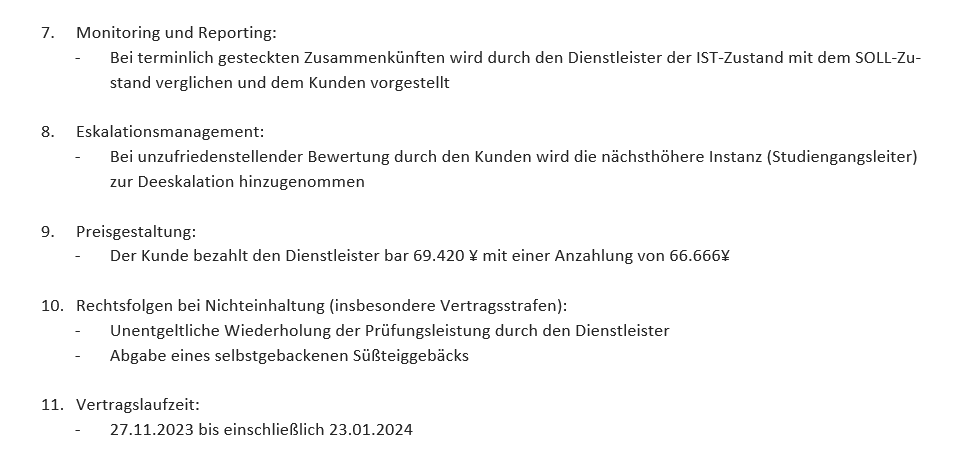 7. Monitoring und Reporting:
- Bei terminlich gesteckten Zusammenkünften wird durch den Dienstleister der IST-Zustand mit dem SOLL-Zu-
stand verglichen und dem Kunden vorgestellt
8. Eskalationsmanagement:
- Bei unzufriedenstellender Bewertung durch den Kunden wird die nächsthöhere Instanz (Studiengangsleiter)
zur Deeskalation hinzugenommen
9. Preisgestaltung:
- Der Kunde bezahlt den Dienstleister bar 69.420 ¥ mit einer Anzahlung von 66.666¥
10. Rechtsfolgen bei Nichteinhaltung (insbesondere Vertragsstrafen):
- Unentgeltliche Wiederholung der Prüfungsleistung durch den Dienstleister
- Abgabe eines selbstgebackenen Süßteiggebäcks
11. Vertragslaufzeit:
- 27.11.2023 bis einschließlich 23.01.2024